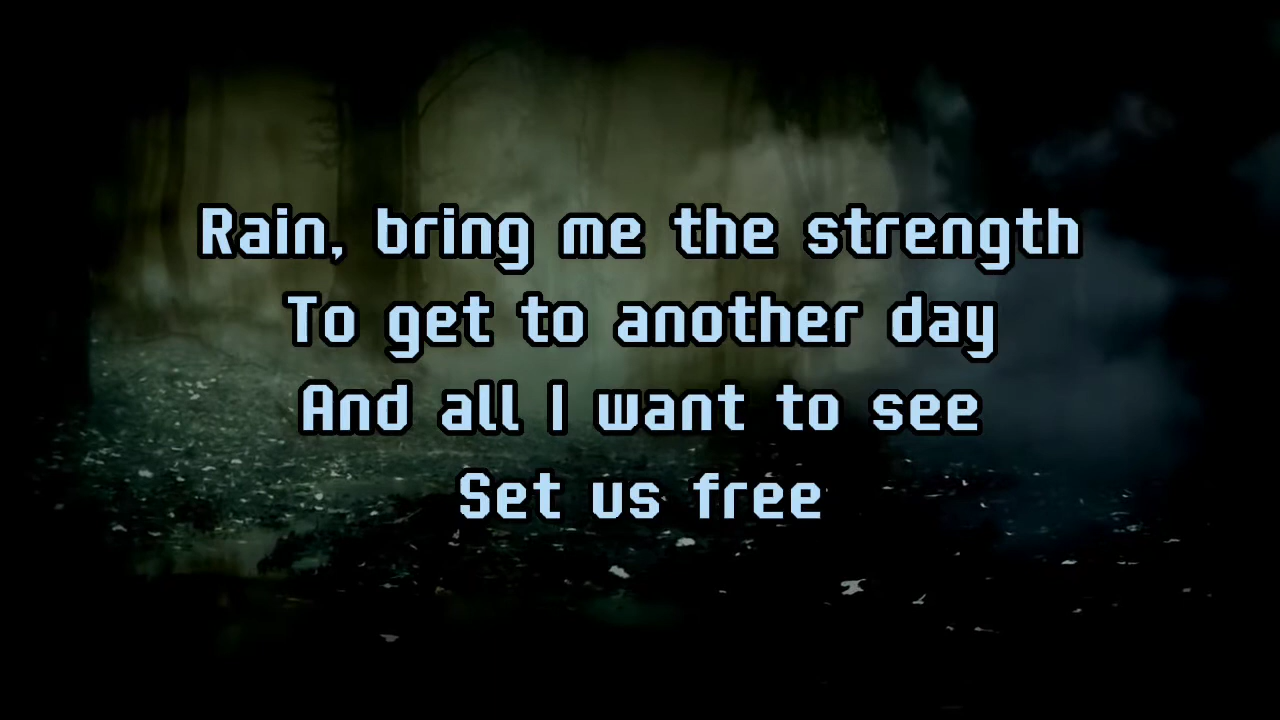 Rain, bring me the strength
To get to another day
And all I want to see
Set us free